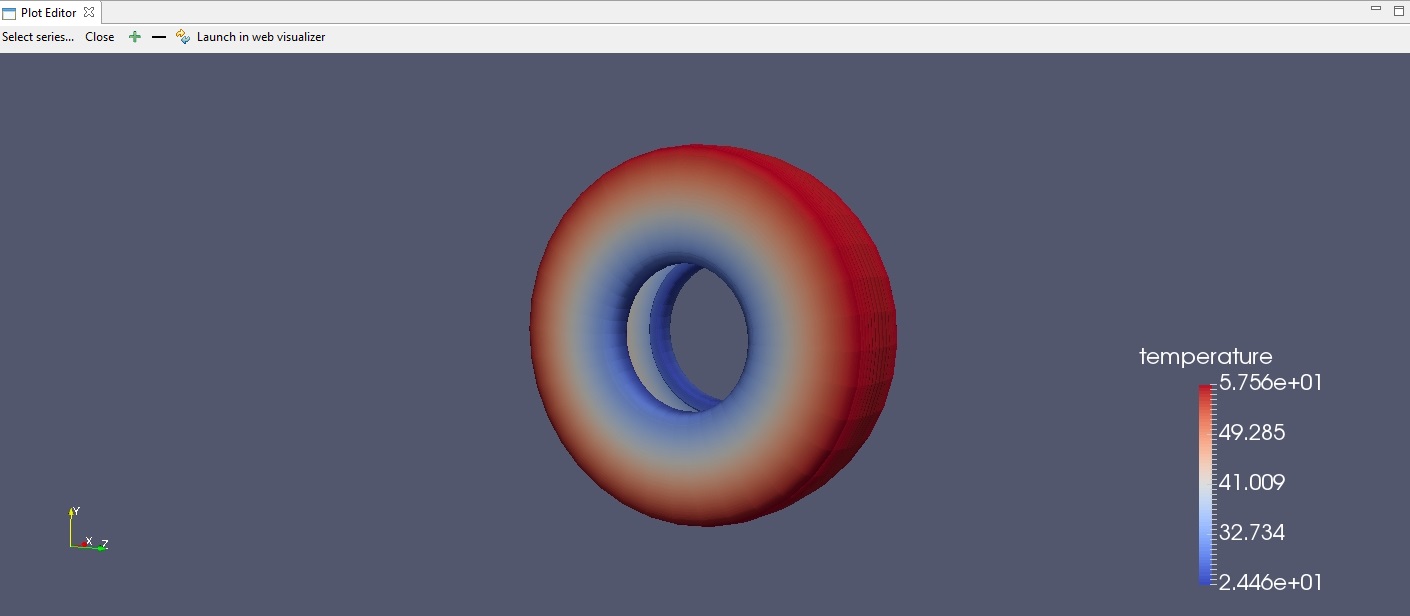 Plot Editor
Select series... Close Launch in web visualizer
temperature
5.756e+01
49.285
41.009
32.734
2.446e+01
Y
X Z